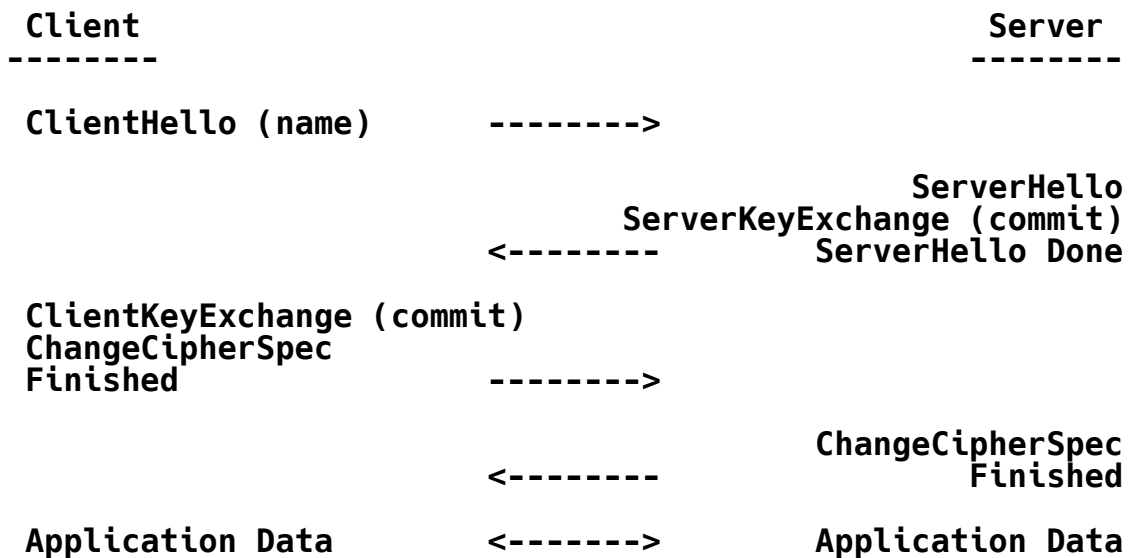 Client Server
-------- --------
ClientHello (name) -------->
ServerHello
ServerKeyExchange (commit)
<-------- ServerHello Done
ClientKeyExchange (commit)
ChangeCipherSpec
Finished -------->
ChangeCipherSpec
<-------- Finished
Application Data <-------> Application Data